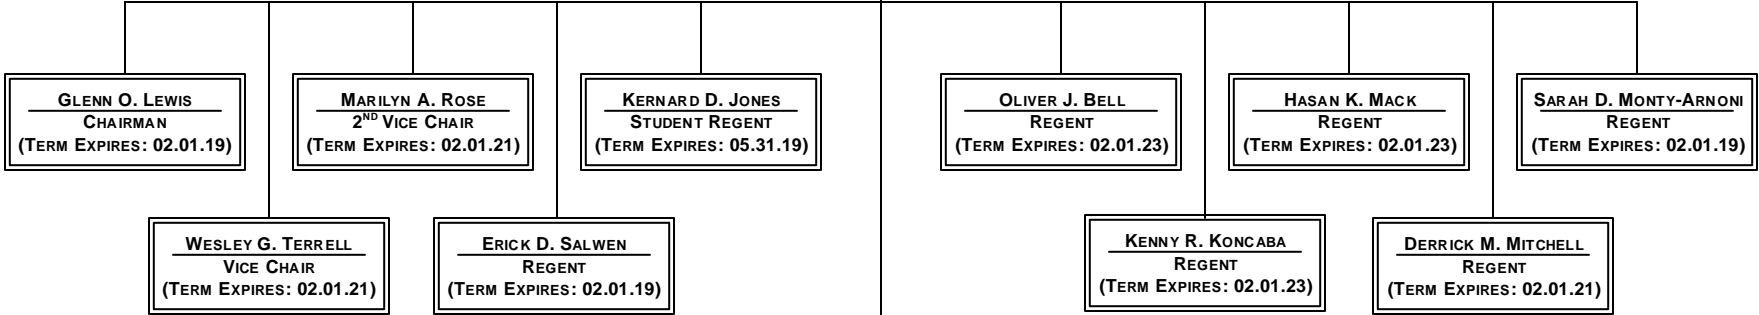 GLENN O. LEWIS
CHAIRMAN
(TERM EXPIRES: 02.01.19)
MARILYN A. ROSE
2ND VICE CHAIR
(TERM EXPIRES: 02.01.21)
KERNARD D. JONES
STUDENT REGENT
(TERM EXPIRES: 05.31.19)
OLIVER J. BELL
REGENT
(TERM EXPIRES: 02.01.23)
HASAN K. MACK
REGENT
(TERM EXPIRES: 02.01.23)
SARAH D. MONTY-ARNONI
REGENT
(TERM EXPIRES: 02.01.19)
WESLEY G. TERRELL
VICE CHAIR
(TERM EXPIRES: 02.01.21)
ERICK D. SALWEN
REGENT
(TERM EXPIRES: 02.01.19)
KENNY R. KONCABA
REGENT
(TERM EXPIRES: 02.01.23)
DERRICK M. MITCHELL
REGENT
(TERM EXPIRES: 02.01.21)